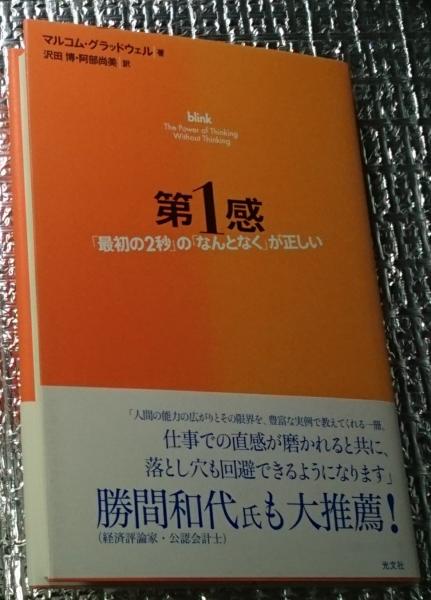 マルコム・グラッドウェル 著
沢田 博・阿部尚美 訳
blink
The Power of Thinking
Without Thinking
第1感
「最初の2秒」の「なんとなく」が正しい
「人間の能力の広がりとその限界を、豊富な実例で教えてくれる一冊。
仕事での直感が磨かれると共に、
落とし穴も回避できるようになります」
勝間和代氏も大推薦!
(経済評論家・公認会計士)
光文社